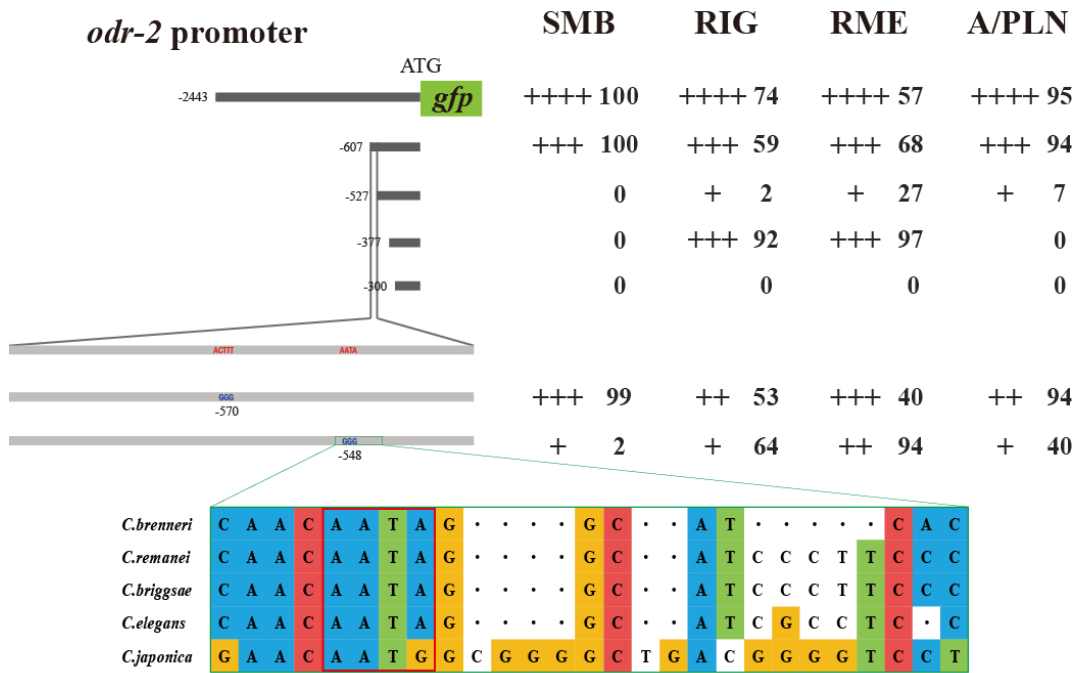 odr-2 promoter SMB RIG RME A/PLN
ATG
-2443 gfp ++++ 100 ++++ 74 ++++ 57 ++++ 95
-607 +++ 100 +++ 59 +++ 68 +++ 94
-527 0 + 2 + 27 + 7
-377 0 +++ 92 +++ 97 0
-300 0 0 0 0
ACTTT AATA
GGG +++ 99 ++ 53 +++ 40 ++ 94
-570
GGG + 2 + 64 ++ 94 + 40
-548
C.brenneri C A A C A A T A G · · · · G C · · A T · · · · · C A C
C.remanei C A A C A A T A G · · · · G C · · A T C C C T T C C C
C.briggsae C A A C A A T A G · · · · G C · · A T C C C T T C C C
C.elegans C A A C A A T A G · · · · G C · · A T C G C C T C · C
C.japonica G A A C A A T G G C G G G G C T G A C G G G G T C C T